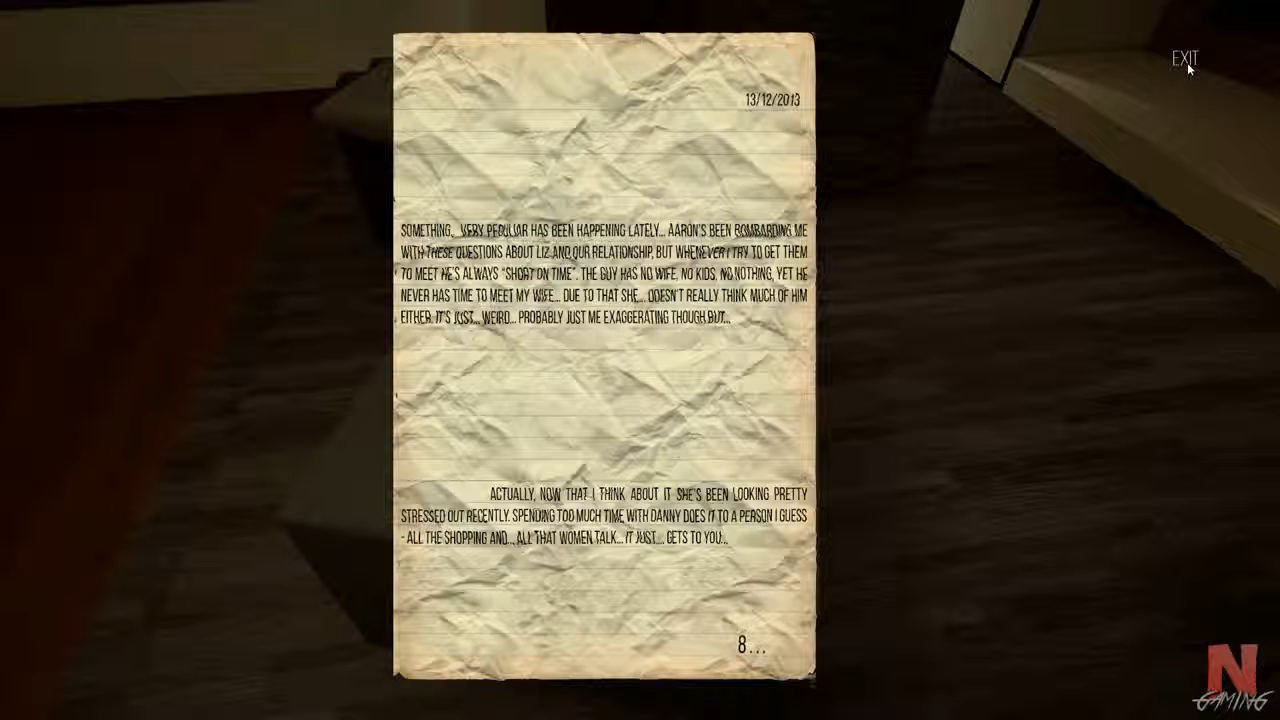 EXIT
13/12/2013
SOMETHING,, VERY PECULIAR HAS BEEN HAPPENING LATELY... AARON'S BEEN BOMBARDING ME
WITH THESE QUESTIONS ABOUT LIZ AND OUR RELATIONSHIP, BUT WHENEVER I TRY TO GET THEM
TO MEET HE'S ALWAYS "SHORT ON TIME". THE GUY HAS NO WIFE, NO KIDS, NO NOTHING, YET HE
NEVER HAS TIME TO MEET MY WIFE... DUE TO THAT SHE... DOESN'T REALLY THINK MUCH OF HIM
EITHER. IT'S JUST... WEIRD... PROBABLY JUST ME EXAGGERATING THOUGH BUT...
ACTUALLY, NOW THAT I THINK ABOUT IT SHE'S BEEN LOOKING PRETTY
STRESSED OUT RECENTLY. SPENDING TOO MUCH TIME WITH DANNY DOES IT TO A PERSON I GUESS
- ALL THE SHOPPING AND... ALL THAT WOMEN TALK... IT JUST... GETS TO YOU...
8...
N
GAMING